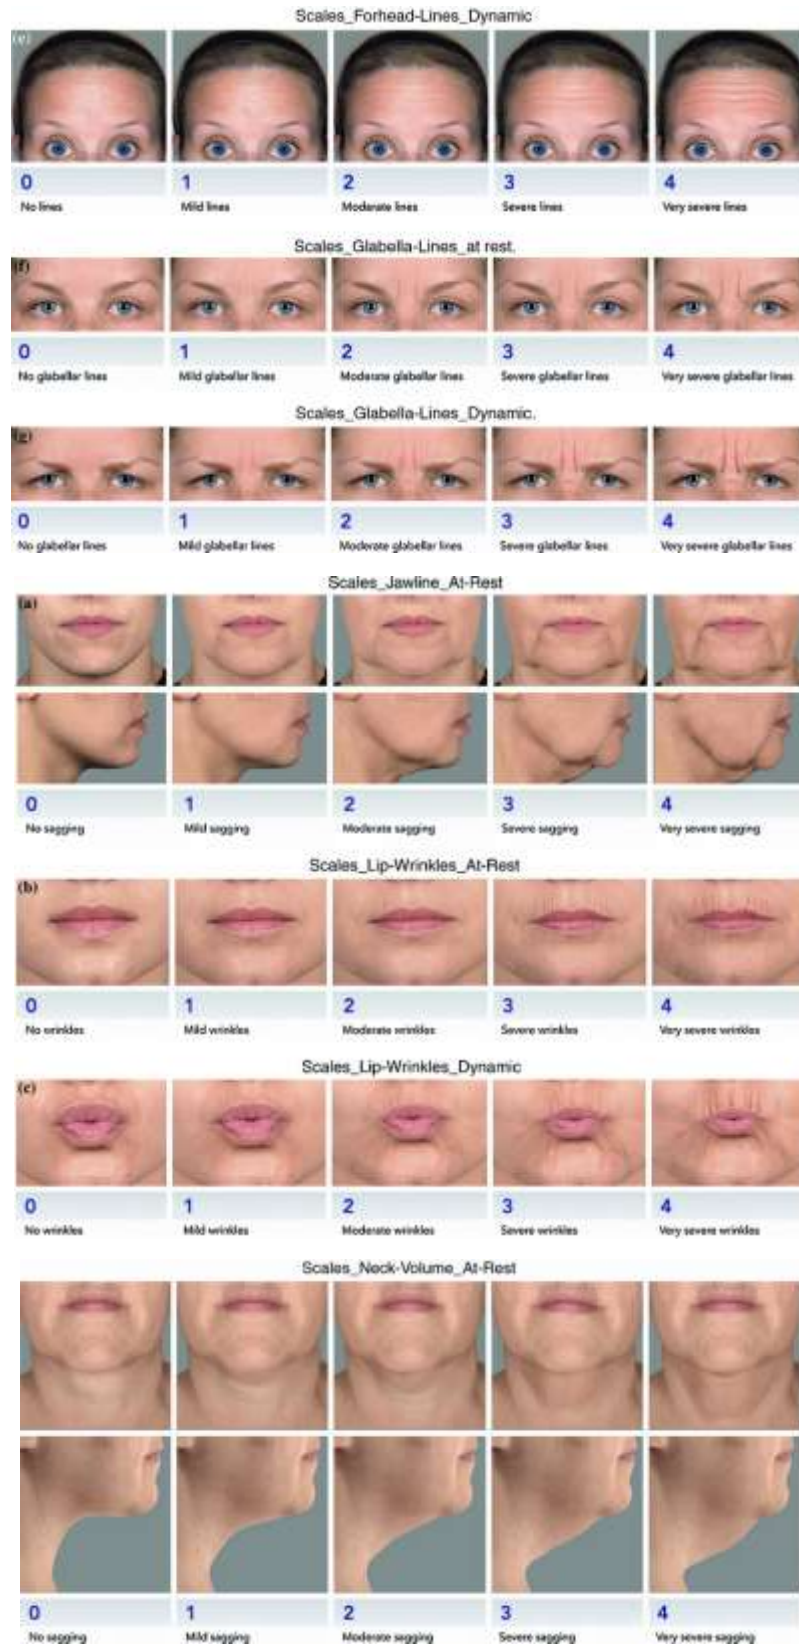 Scales_Forhead-Lines_Dynamic
(e)
0 1 2 3 4
No lines Mild lines Moderate lines Severe lines Very severe lines
Scales_Glabella-Lines_at rest.
(f)
0 1 2 3 4
No glabellar lines Mild glabellar lines Moderate glabellar lines Severe glabellar lines Very severe glabellar lines
Scales_Glabella-Lines_Dynamic.
(g)
0 1 2 3 4
No glabellar lines Mild glabellar lines Moderate glabellar lines Severe glabellar lines Very severe glabellar lines
Scales_Jawline_At-Rest
(a)
0 1 2 3 4
No sagging Mild sagging Moderate sagging Severe sagging Very severe sagging
Scales_Lip-Wrinkles_At-Rest
(b)
0 1 2 3 4
No wrinkles Mild wrinkles Moderate wrinkles Severe wrinkles Very severe wrinkles
Scales_Lip-Wrinkles_Dynamic
(c)
0 1 2 3 4
No wrinkles Mild wrinkles Moderate wrinkles Severe wrinkles Very severe wrinkles
Scales_Neck-Volume_At-Rest
0 1 2 3 4
No sagging Mild sagging Moderate sagging Severe sagging Very severe sagging